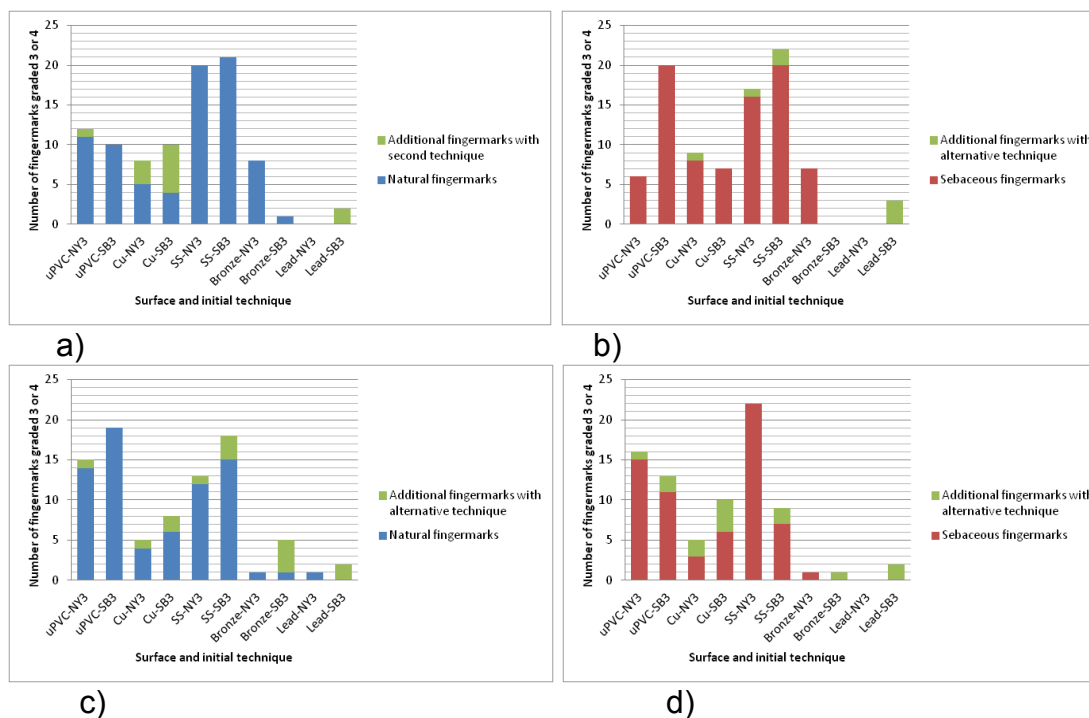 Number of fingermarks graded 3 or 4
25
20
15
10
5
0
uPVC-NY3
uPVC-SB3
Cu-NY3
Cu-SB3
SS-NY3
SS-SB3
Bronze-NY3
Bronze-SB3
Lead-NY3
Lead-SB3
Surface and initial technique
Additional fingermarks with
second technique
Natural fingermarks
a)
Number of fingermarks graded 3 or 4
25
20
15
10
5
0
uPVC-NY3
uPVC-SB3
Cu-NY3
Cu-SB3
SS-NY3
SS-SB3
Bronze-NY3
Bronze-SB3
Lead-NY3
Lead-SB3
Surface and initial technique
Additional fingermarks with
alternative technique
Sebaceous fingermarks
b)
Number of fingermarks graded 3 or 4
25
20
15
10
5
0
uPVC-NY3
uPVC-SB3
Cu-NY3
Cu-SB3
SS-NY3
SS-SB3
Bronze-NY3
Bronze-SB3
Lead-NY3
Lead-SB3
Surface and initial technique
Additional fingermarks with
alternative technique
Natural fingermarks
c)
Number of fingermarks graded 3 or 4
25
20
15
10
5
0
uPVC-NY3
uPVC-SB3
Cu-NY3
Cu-SB3
SS-NY3
SS-SB3
Bronze-NY3
Bronze-SB3
Lead-NY3
Lead-SB3
Surface and initial technique
Additional fingermarks with
alternative technique
Sebaceous fingermarks
d)